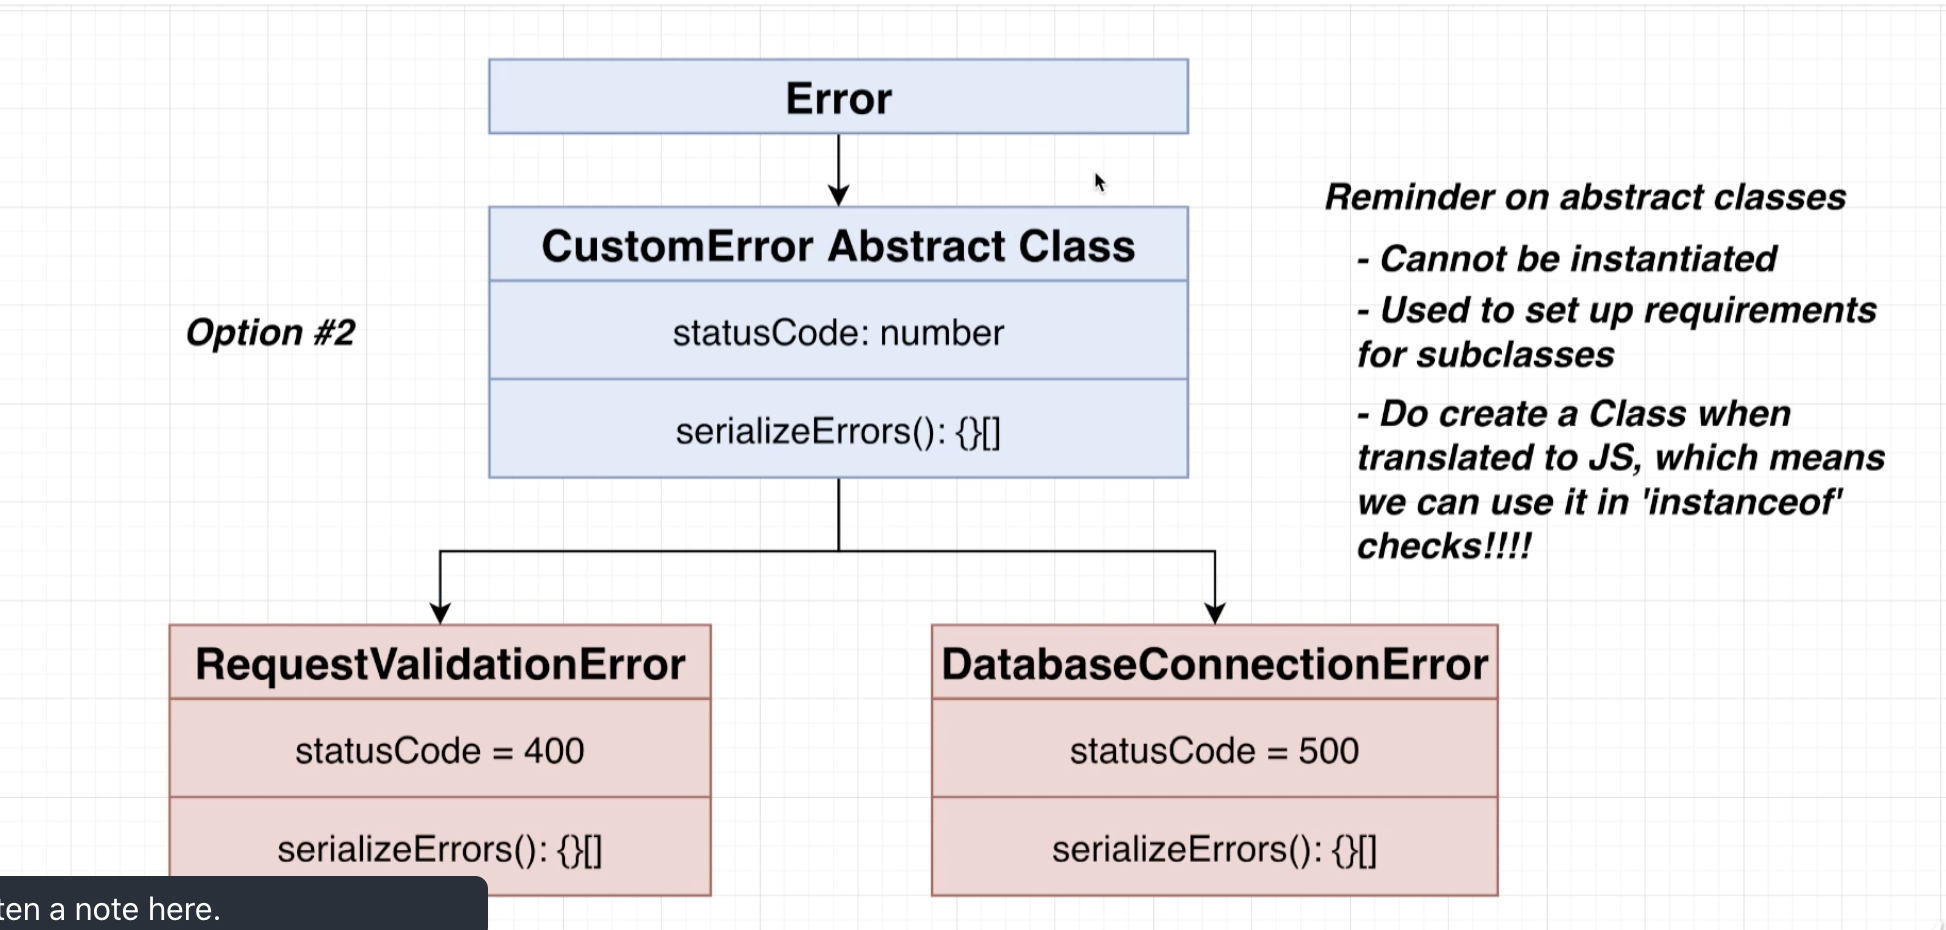 Error
CustomError Abstract Class
statusCode: number
serializeErrors(): {}[]
Option #2
Reminder on abstract classes
- Cannot be instantiated
- Used to set up requirements
for subclasses
- Do create a Class when
translated to JS, which means
we can use it in 'instanceof'
checks!!!!
RequestValidationError
statusCode = 400
serializeErrors(): {}[]
DatabaseConnectionError
statusCode = 500
serializeErrors(): {}[]
a note here.